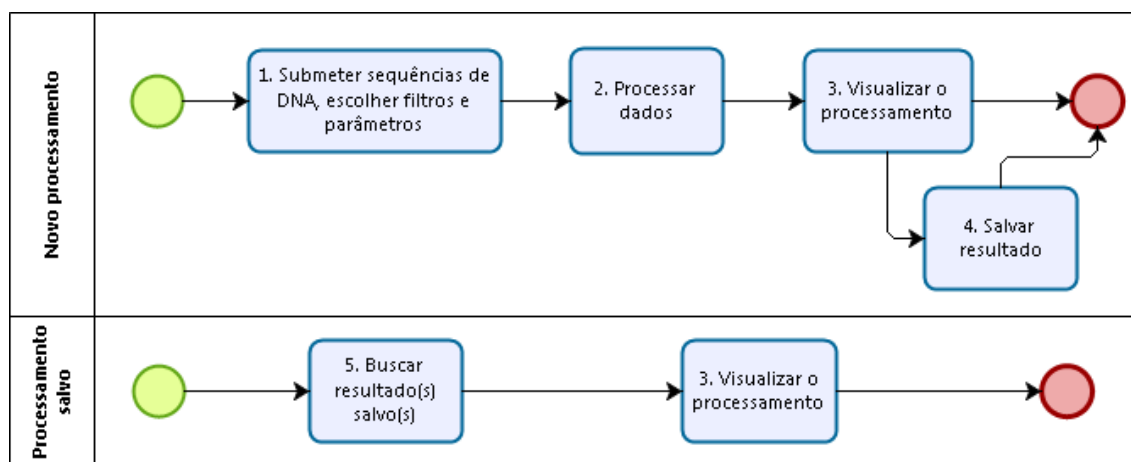 Novo processamento
1. Submeter sequências de
DNA, escolher filtros e
parâmetros
2. Processar
dados
3. Visualizar o
processamento
4. Salvar
resultado
Processamento
salvo
5. Buscar
resultado(s)
salvo(s)
3. Visualizar o
processamento